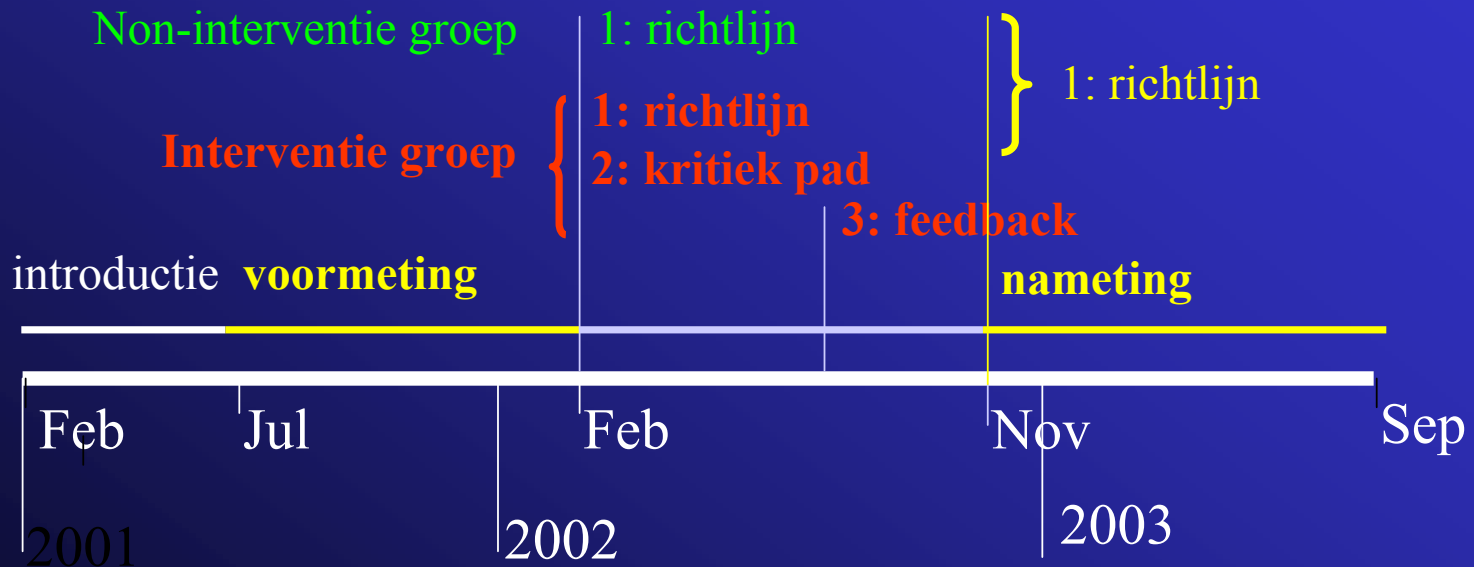 Non-interventie groep
1: richtlijn
1: richtlijn
Interventie groep
1: richtlijn
2: kritiek pad
3: feedback
introductie voormeting
nameting
Feb Jul Feb Nov Sep
2001 2002 2003